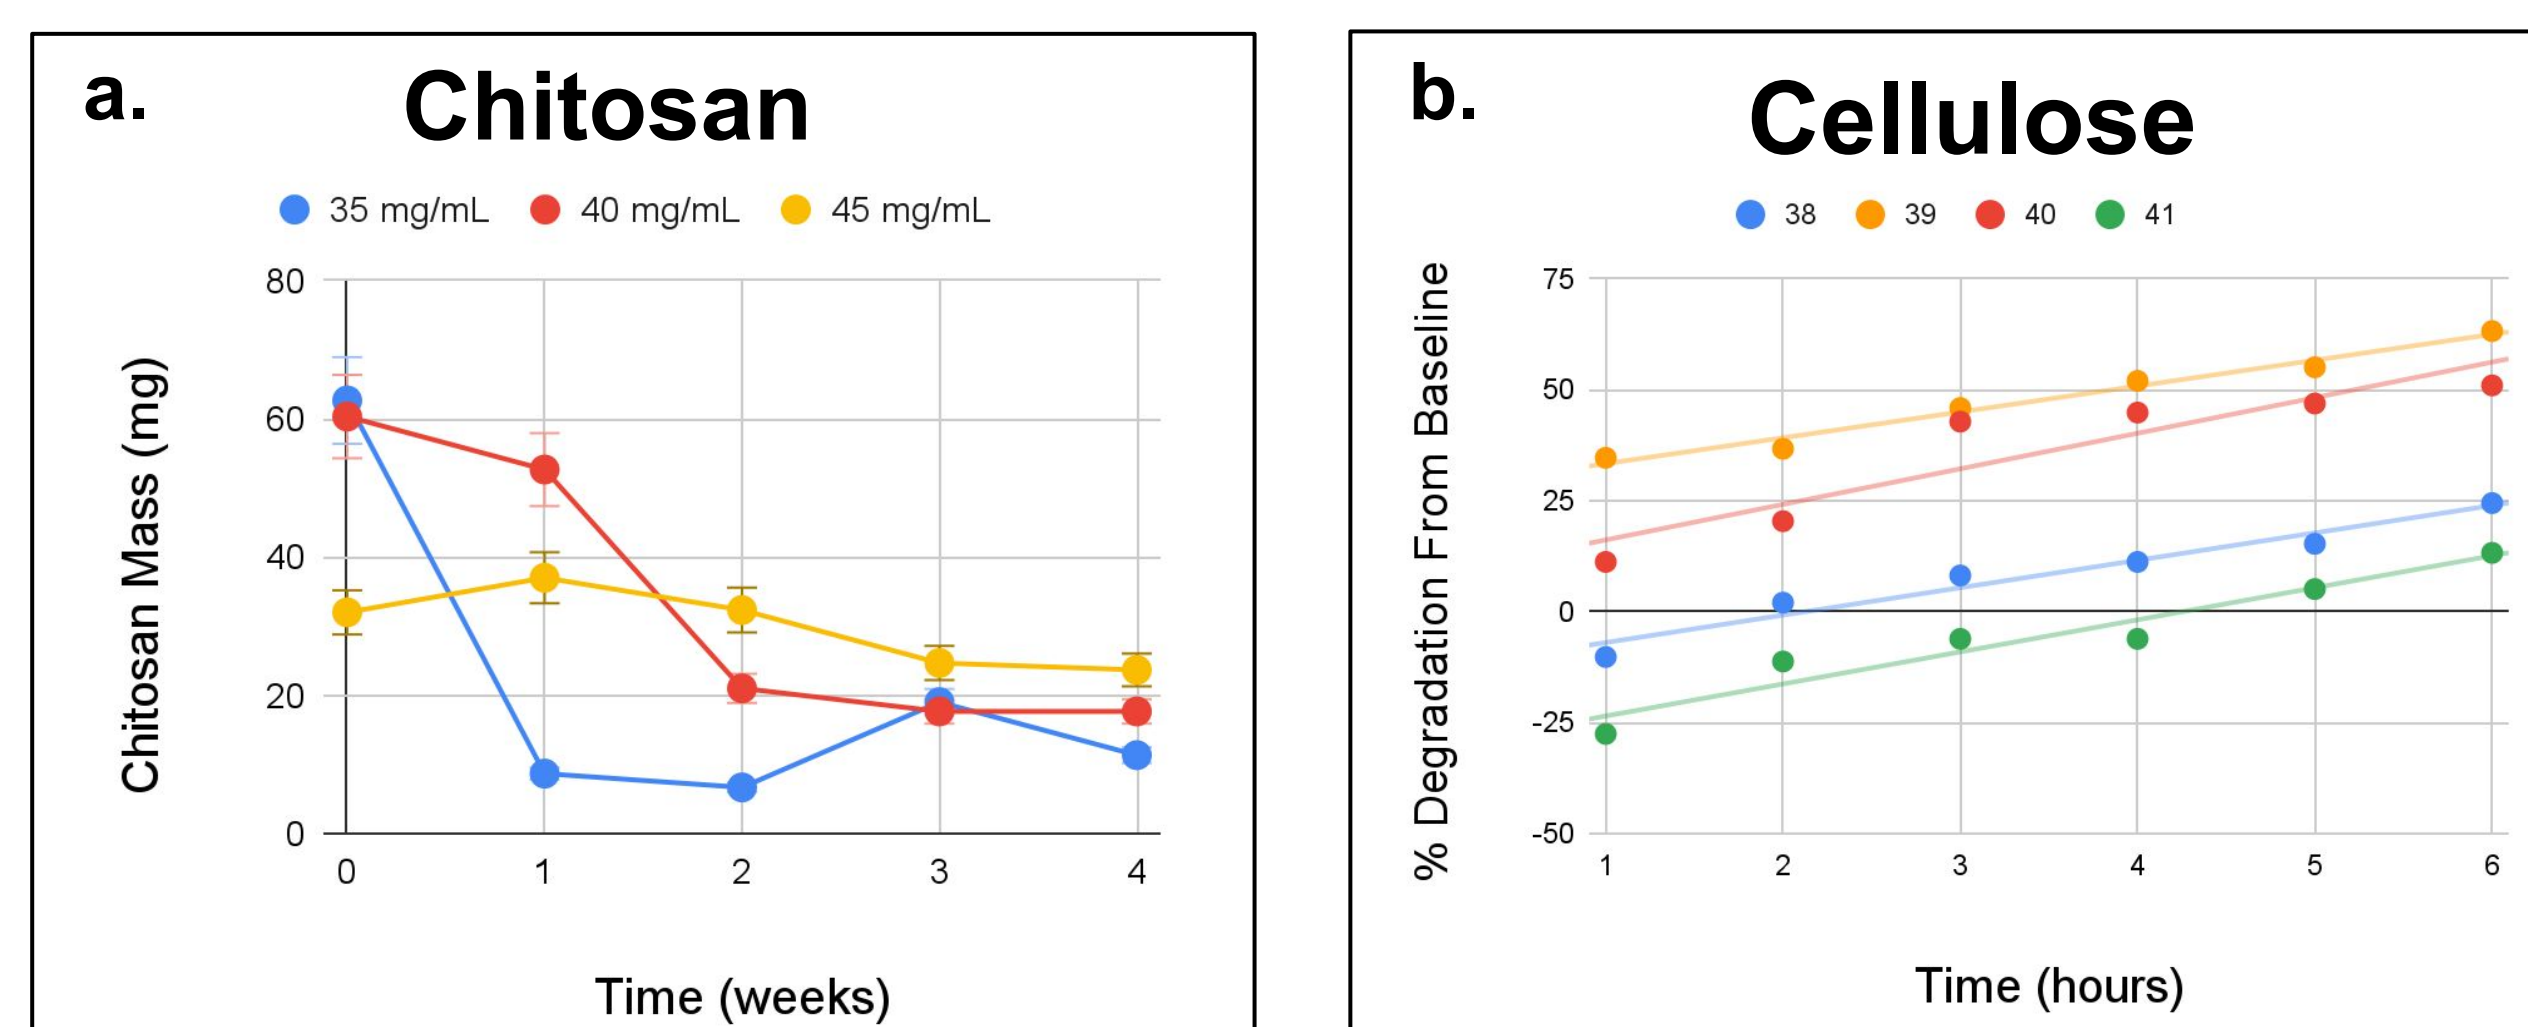 a.
Chitosan
35 mg/mL 40 mg/mL 45 mg/mL
Chitosan Mass (mg)
80
60
40
20
0
0 1 2 3 4
Time (weeks)
b.
Cellulose
38 39 40 41
% Degradation From Baseline
75
50
25
0
-25
-50
1 2 3 4 5 6
Time (hours)